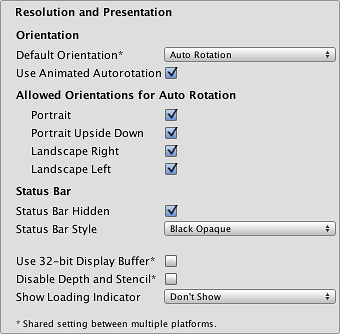 Resolution and Presentation
Orientation
Default Orientation* Auto Rotation
Use Animated Autorotation
Allowed Orientations for Auto Rotation
Portrait
Portrait Upside Down
Landscape Right
Landscape Left
Status Bar
Status Bar Hidden
Status Bar Style Black Opaque
Use 32-bit Display Buffer*
Disable Depth and Stencil*
Show Loading Indicator Don't Show
* Shared setting between multiple platforms.